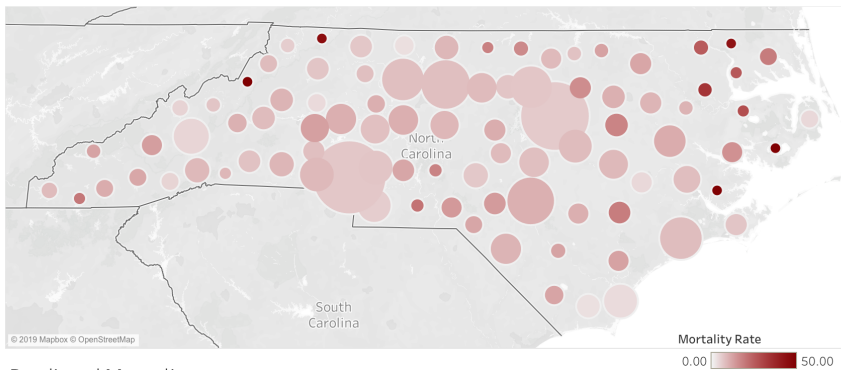 North
Carolina
South
Carolina
© 2019 Mapbox © OpenStreetMap
Mortality Rate
0.00 50.00